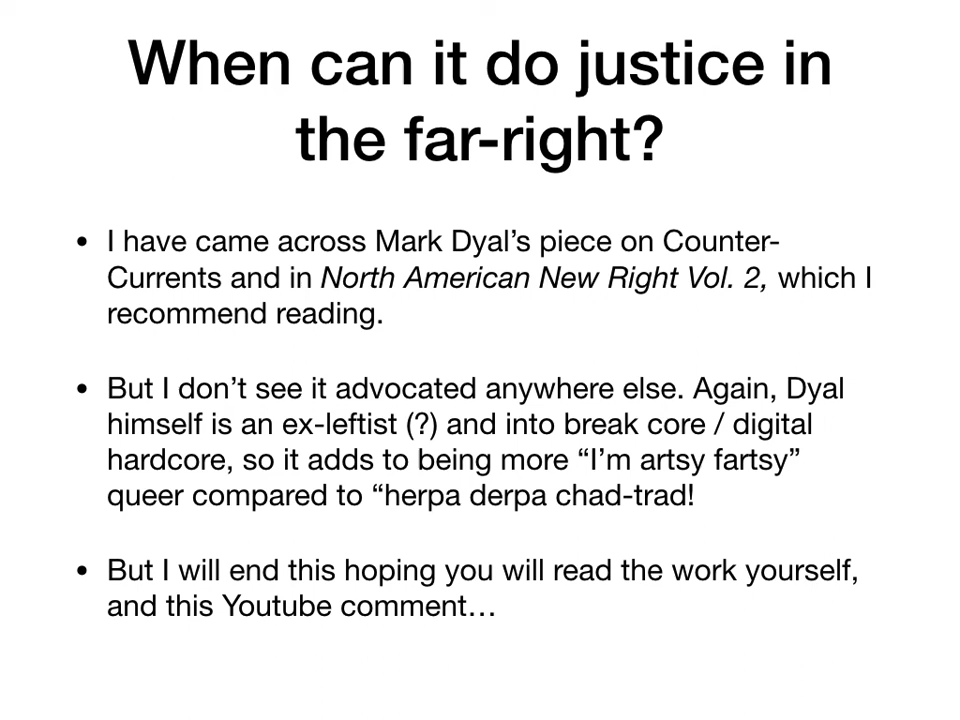 When can it do justice in
the far-right?
• I have came across Mark Dyal’s piece on Counter-
Currents and in North American New Right Vol. 2, which I
recommend reading.
• But I don’t see it advocated anywhere else. Again, Dyal
himself is an ex-leftist (?) and into break core / digital
hardcore, so it adds to being more “I’m artsy fartsy”
queer compared to “herpa derpa chad-trad!
• But I will end this hoping you will read the work yourself,
and this Youtube comment…